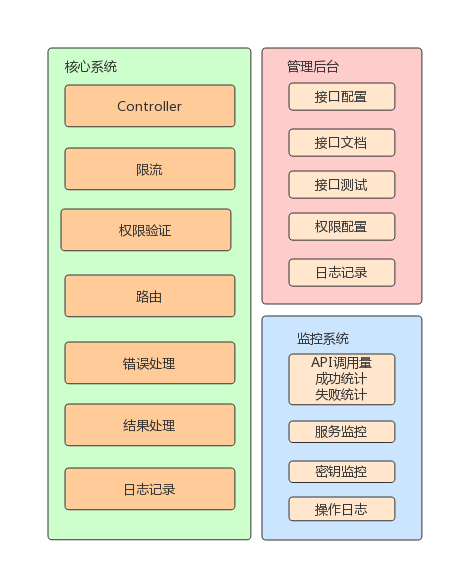 核心系统
Controller
限流
权限验证
路由
错误处理
结果处理
日志记录
管理后台
接口配置
接口文档
接口测试
权限配置
日志记录
监控系统
API调用量
成功统计
失败统计
服务监控
密钥监控
操作日志